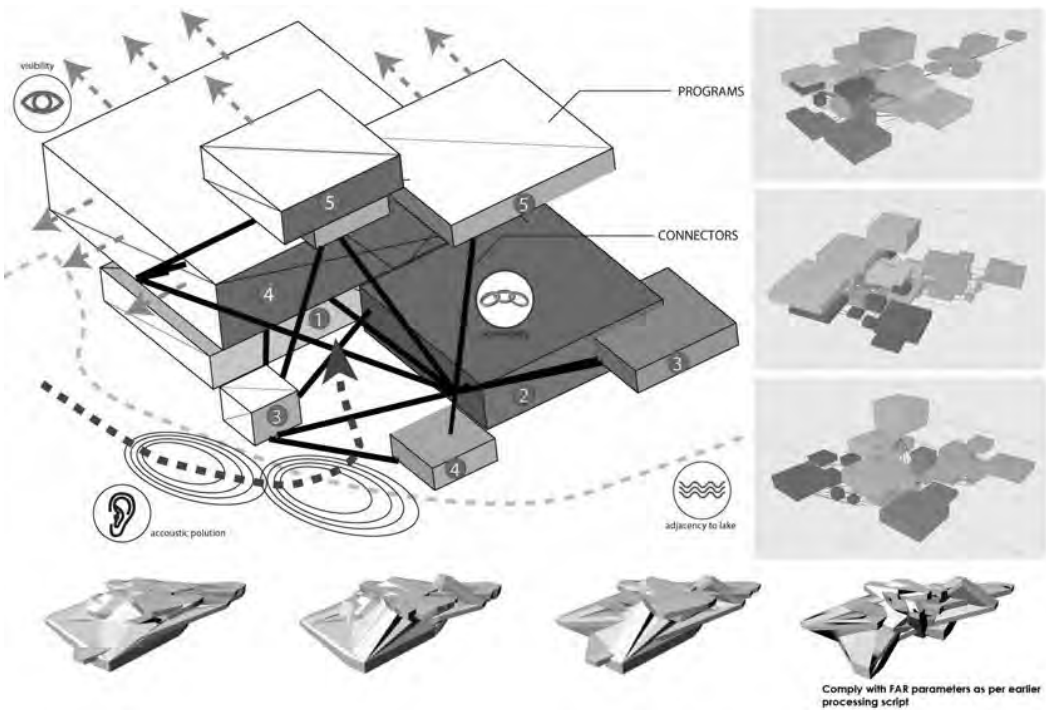 visibility
PROGRAMS
5
5
CONNECTORS
4
1
3
2
3
4
accoustic polution
adjacency to lake
Comply with FAR parameters as per earlier
processing script